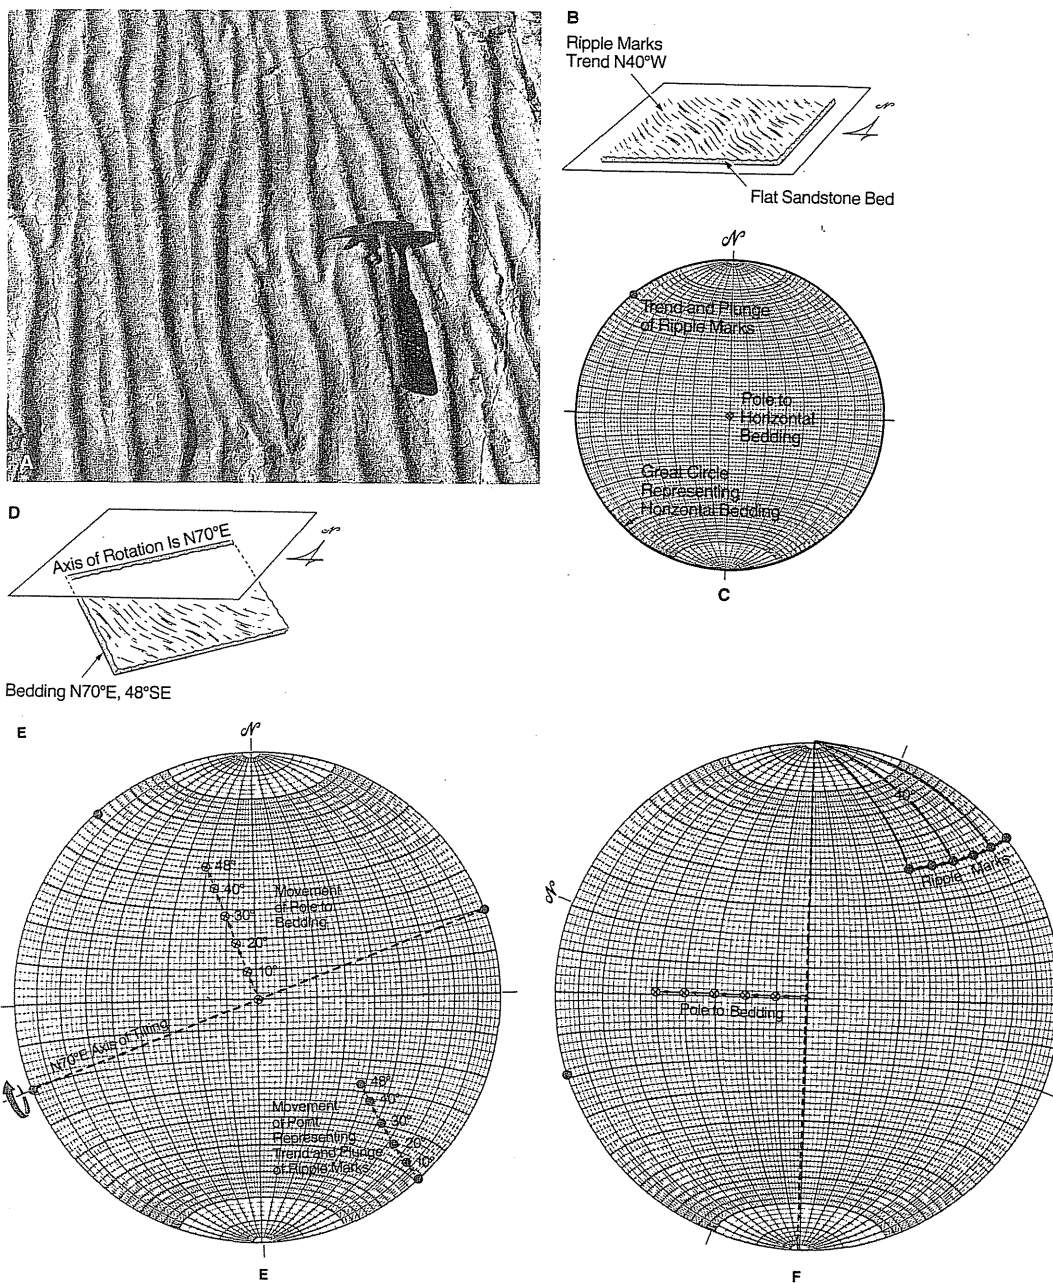 A
B
Ripple Marks
Trend N40°W
N
Flat Sandstone Bed
N
Trend and Plunge
of Ripple Marks
Pole to
Horizontal
Bedding
Great Circle
Representing
Horizontal Bedding
C
D
Axis of Rotation Is N70°E
N
Bedding N70°E, 48°SE
E
N
48°
40°
30°
20°
10°
Movement
of Pole to
Bedding
N70°E Axis of Tilting
48°
40°
30°
20°
10°
Movement
of Point
Representing
Trend and Plunge
of Ripple Marks
E
40°
Ripple Marks
N
Pole to Bedding
F